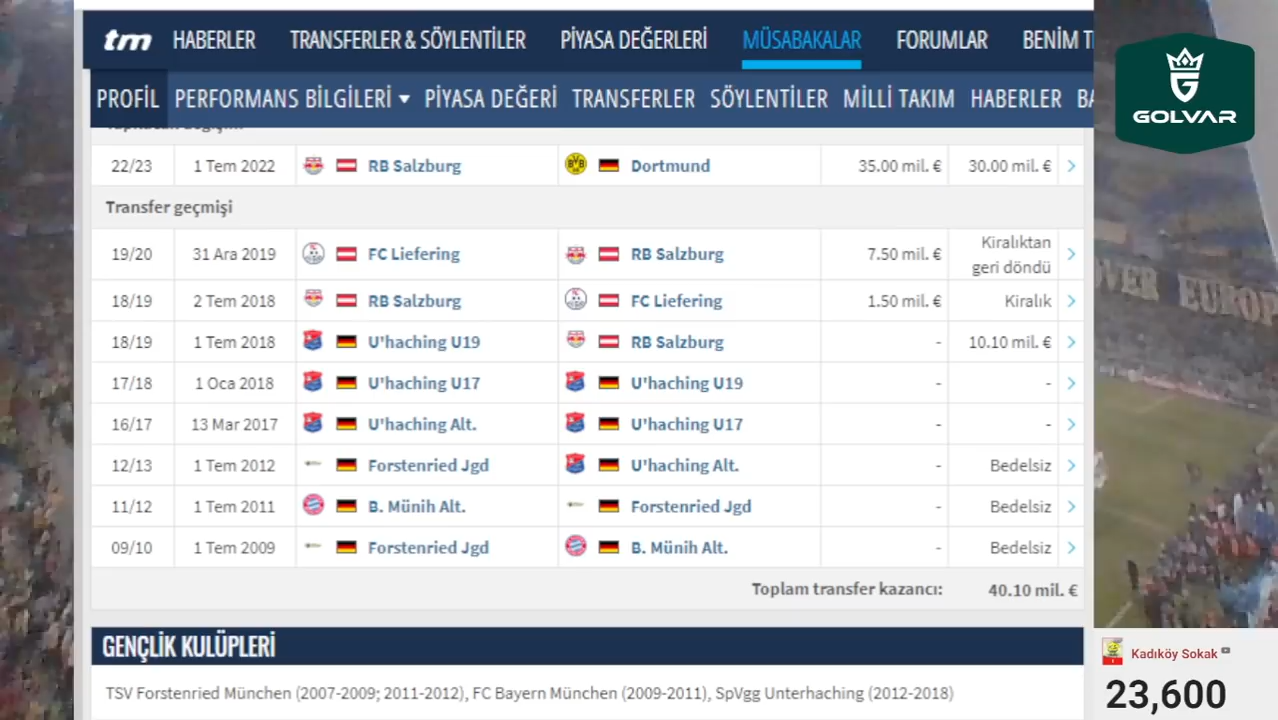 tm HABERLER TRANSFERLER & SÖYLENTİLER PİYASA DEĞERLERİ MÜSABAKALAR FORUMLAR BENİM T
GOLVAR
PROFİL PERFORMANS BİLGİLERİ PİYASA DEĞERİ TRANSFERLER SÖYLENTİLER MİLLİ TAKIM HABERLER BA
22/23 1 Tem 2022 RB Salzburg Dortmund 35.00 mil. € 30.00 mil. €
Transfer geçmişi
19/20 31 Ara 2019 FC Liefering RB Salzburg 7.50 mil. € Kiralıktan geri döndü
18/19 2 Tem 2018 RB Salzburg FC Liefering 1.50 mil. € Kiralık
18/19 1 Tem 2018 U'haching U19 RB Salzburg - 10.10 mil. €
17/18 1 Oca 2018 U'haching U17 U'haching U19 - -
16/17 13 Mar 2017 U'haching Alt. U'haching U17 - -
12/13 1 Tem 2012 Forstenried Jgd U'haching Alt. - Bedelsiz
11/12 1 Tem 2011 B. Münih Alt. Forstenried Jgd - Bedelsiz
09/10 1 Tem 2009 Forstenried Jgd B. Münih Alt. - Bedelsiz
Toplam transfer kazancı: 40.10 mil. €
GENÇLİK KULÜPLERİ
TSV Forstenried München (2007-2009; 2011-2012), FC Bayern München (2009-2011), SpVgg Unterhaching (2012-2018)
OVER EUROP
Kadıköy Sokak
23,600